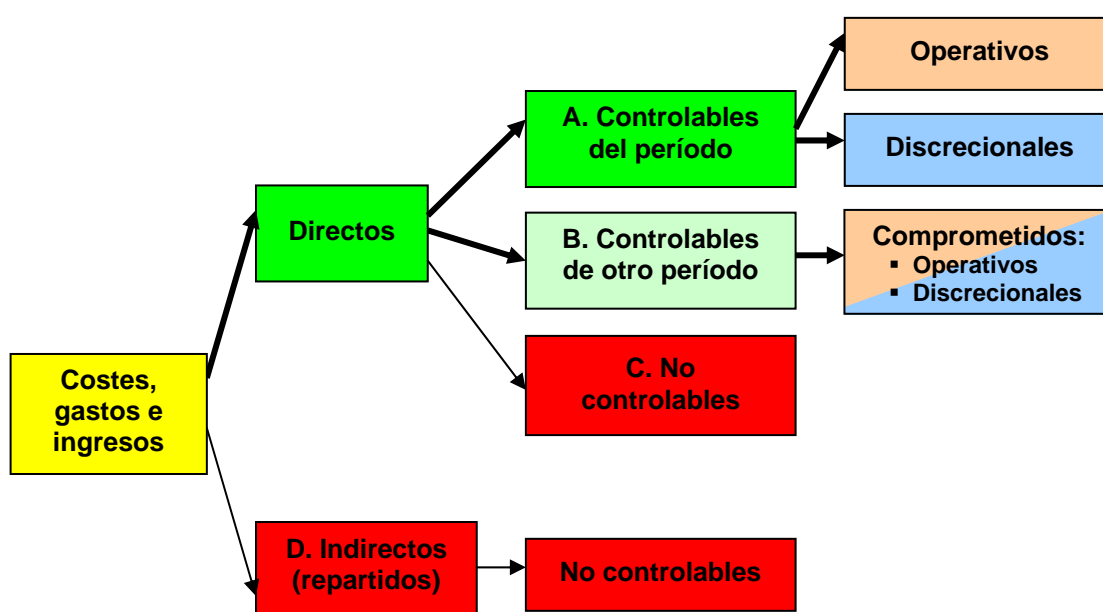 Costes,
gastos e
ingresos
Directos
A. Controlables
del período
Operativos
Discrecionales
B. Controlables
de otro período
Comprometidos:
▪ Operativos
▪ Discrecionales
C. No
controlables
D. Indirectos
(repartidos)
No controlables